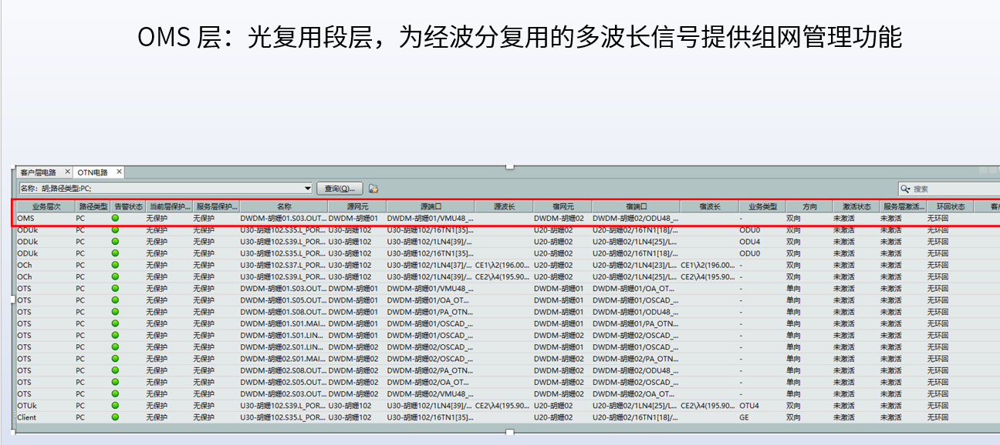 OMS 层：光复用段层，为经波分复用的多波长信号提供组网管理功能
客户层电路 × OTN电路 ×
名称：胡;路径类型:PC; 查询(Q)... 搜索
业务层次 路径类型 告警状态 当前层保护... 服务层保护... 名称 源网元 源端口 源波长 宿网元 宿端口 宿波长 业务类型 方向 激活状态 服务层激活... 环回状态
OMS PC 无保护 无保护 DWDM-胡姗01.S03.OUT... DWDM-胡姗01 DWDM-胡姗01/VMU48_... DWDM-胡姗02 DWDM-胡姗02/ODU48_... - 双向 未激活 未激活 无环回
ODUk PC 无保护 无保护 U30-胡姗102.S35.L_POR... U30-胡姗102 U30-胡姗102/16TN1[35]... U20-胡姗02 U20-胡姗02/16TN1[18]/... ODU0 双向 未激活 未激活 无环回
ODUk PC 无保护 无保护 U30-胡姗102.S39.L_POR... U30-胡姗102 U30-胡姗102/1LN4[39]/... U20-胡姗02 U20-胡姗02/1LN4[25]/L... ODU4 双向 未激活 未激活 无环回
ODUk PC 无保护 无保护 U30-胡姗102.S35.L_POR... U30-胡姗102 U30-胡姗102/16TN1[35]... U20-胡姗02 U20-胡姗02/16TN1[18]/... ODU0 双向 未激活 未激活 无环回
OCh PC 无保护 无保护 U30-胡姗102.S37.L_POR... U30-胡姗102 U30-胡姗102/1LN4[37]/... CE1\λ2(196.00... U20-胡姗02 U20-胡姗02/1LN4[23]/L... CE1\λ2(196.00... - 双向 未激活 未激活 无环回
OCh PC 无保护 无保护 U30-胡姗102.S39.L_POR... U30-胡姗102 U30-胡姗102/1LN4[39]/... CE2\λ4(195.90... U20-胡姗02 U20-胡姗02/1LN4[25]/L... CE2\λ4(195.90... - 双向 未激活 未激活 无环回
OTS PC 无保护 无保护 DWDM-胡姗01.S03.OUT... DWDM-胡姗01 DWDM-胡姗01/VMU48_... DWDM-胡姗01 DWDM-胡姗01/OA_OT... - 单向 未激活 未激活 无环回
OTS PC 无保护 无保护 DWDM-胡姗01.S05.OUT... DWDM-胡姗01 DWDM-胡姗01/OA_OT... DWDM-胡姗01 DWDM-胡姗01/OSCAD_... - 单向 未激活 未激活 无环回
OTS PC 无保护 无保护 DWDM-胡姗01.S08.OUT... DWDM-胡姗01 DWDM-胡姗01/PA_OTN... DWDM-胡姗01 DWDM-胡姗01/ODU48_... - 单向 未激活 未激活 无环回
OTS PC 无保护 无保护 DWDM-胡姗01.S01.MAI... DWDM-胡姗01 DWDM-胡姗01/OSCAD_... DWDM-胡姗01 DWDM-胡姗01/PA_OTN... - 单向 未激活 未激活 无环回
OTS PC 无保护 无保护 DWDM-胡姗01.S01.LIN... DWDM-胡姗01 DWDM-胡姗01/OSCAD_... DWDM-胡姗02 DWDM-胡姗02/OSCAD_... - 单向 未激活 未激活 无环回
OTS PC 无保护 无保护 DWDM-胡姗02.S01.LIN... DWDM-胡姗02 DWDM-胡姗02/OSCAD_... DWDM-胡姗01 DWDM-胡姗01/OSCAD_... - 单向 未激活 未激活 无环回
OTS PC 无保护 无保护 DWDM-胡姗02.S01.MAI... DWDM-胡姗02 DWDM-胡姗02/OSCAD_... DWDM-胡姗02 DWDM-胡姗02/PA_OTN... - 单向 未激活 未激活 无环回
OTS PC 无保护 无保护 DWDM-胡姗02.S08.OUT... DWDM-胡姗02 DWDM-胡姗02/PA_OTN... DWDM-胡姗02 DWDM-胡姗02/ODU48_... - 单向 未激活 未激活 无环回
OTS PC 无保护 无保护 DWDM-胡姗02.S05.OUT... DWDM-胡姗02 DWDM-胡姗02/OA_OT... DWDM-胡姗02 DWDM-胡姗02/OSCAD_... - 单向 未激活 未激活 无环回
OTS PC 无保护 无保护 DWDM-胡姗02.S03.OUT... DWDM-胡姗02 DWDM-胡姗02/VMU48_... DWDM-胡姗02 DWDM-胡姗02/OA_OT... - 单向 未激活 未激活 无环回
OTUk PC 无保护 无保护 U30-胡姗102.S39.L_POR... U30-胡姗102 U30-胡姗102/1LN4[39]/... CE2\λ4(195.90... U20-胡姗02 U20-胡姗02/1LN4[25]/L... CE2\λ4(195.90... OTU4 双向 未激活 未激活 无环回
Client PC 无保护 无保护 U30-胡姗102.S35.L_POR... U30-胡姗102 U30-胡姗102/16TN1[35]... U20-胡姗02 U20-胡姗02/16TN1[18]/... GE 双向 未激活 未激活 无环回